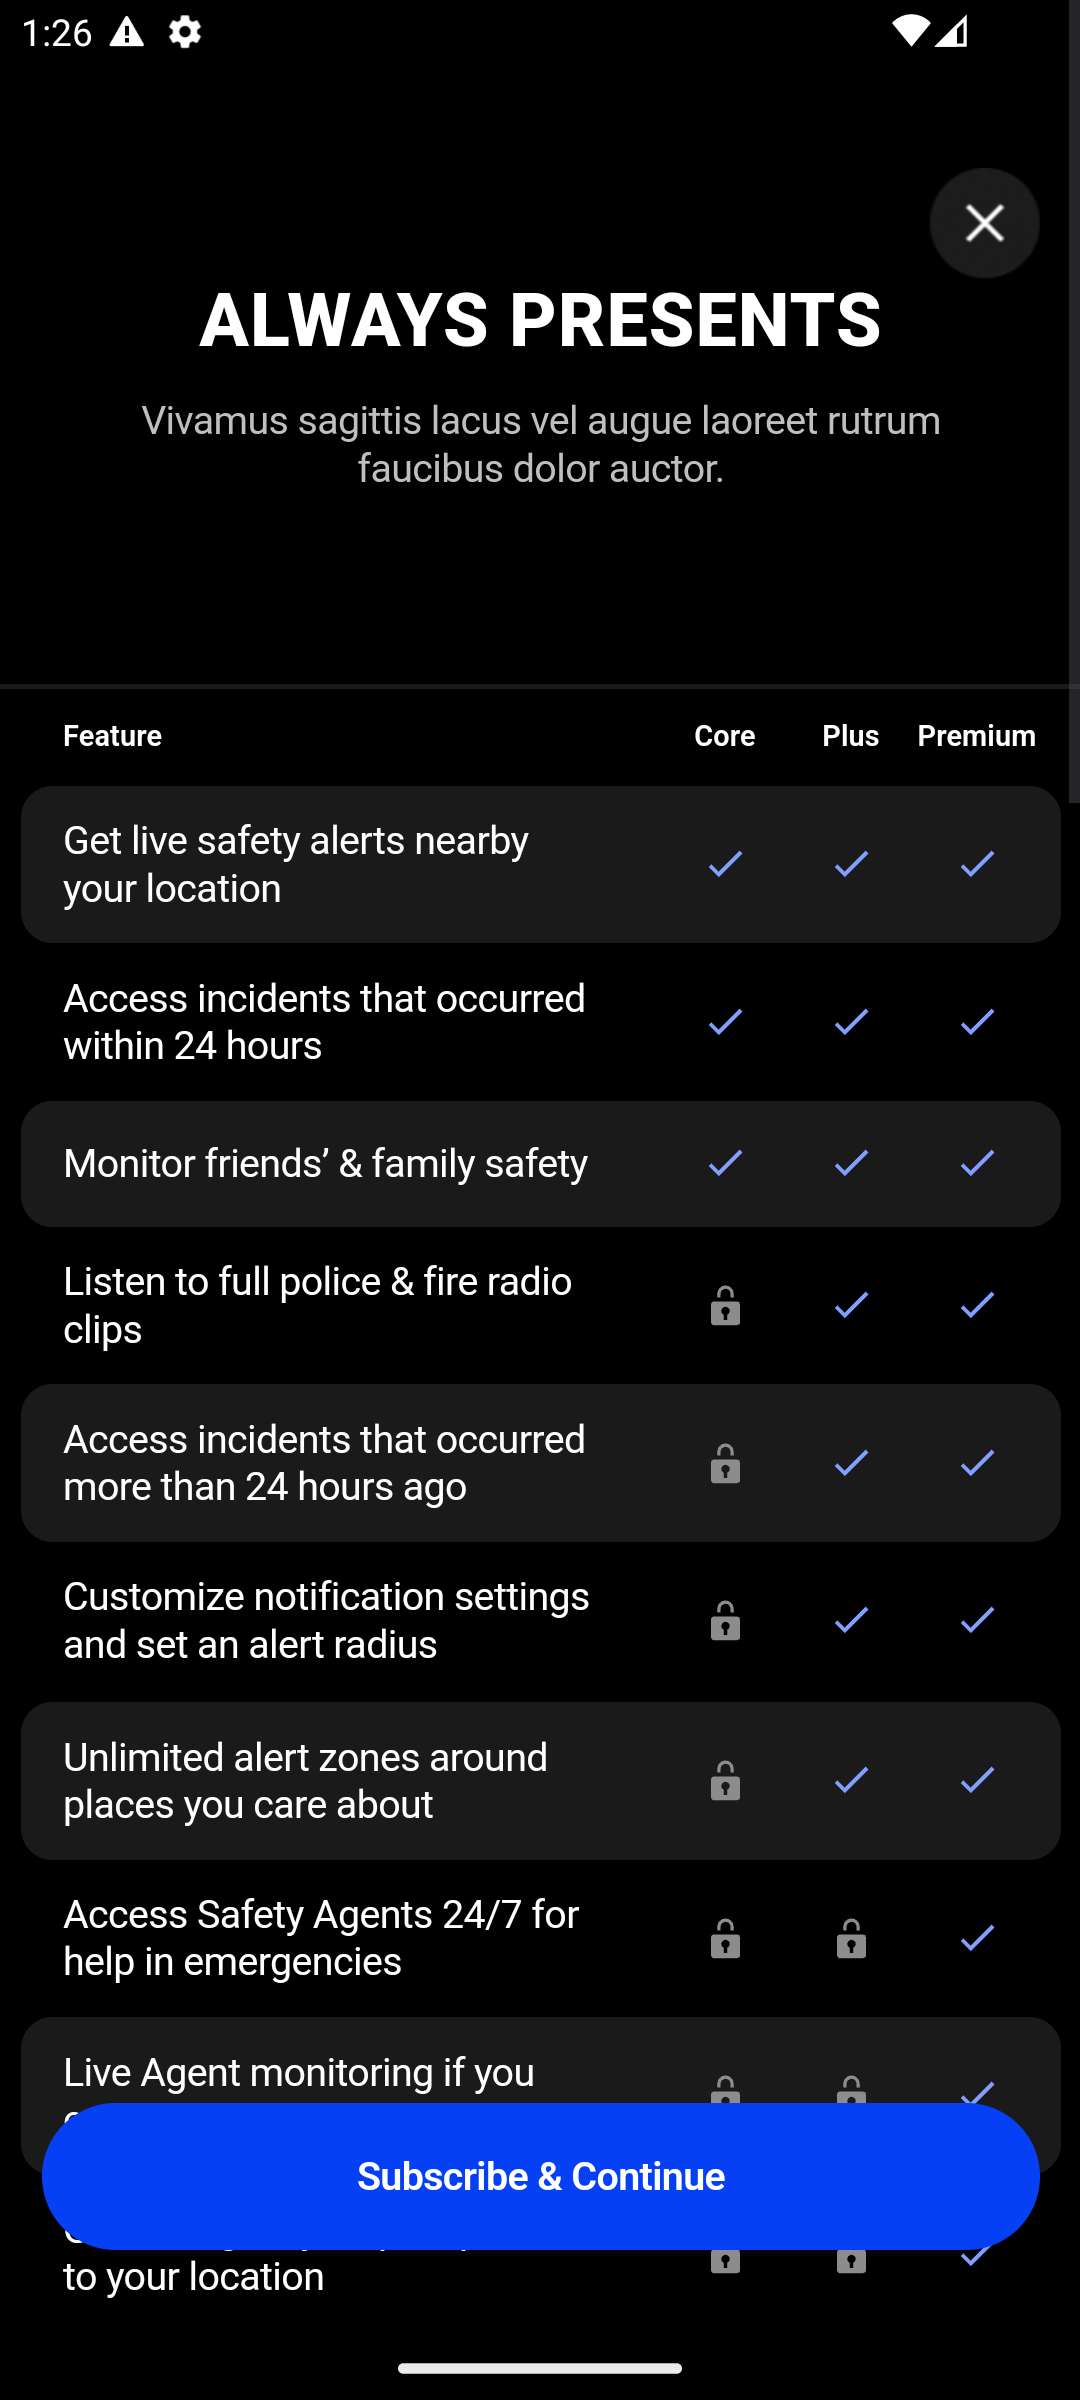 1:26
ALWAYS PRESENTS
Vivamus sagittis lacus vel augue laoreet rutrum
faucibus dolor auctor.
Feature Core Plus Premium
Get live safety alerts nearby
your location
Access incidents that occurred
within 24 hours
Monitor friends’ & family safety
Listen to full police & fire radio
clips
Access incidents that occurred
more than 24 hours ago
Customize notification settings
and set an alert radius
Unlimited alert zones around
places you care about
Access Safety Agents 24/7 for
help in emergencies
Live Agent monitoring if you
Subscribe & Continue
to your location